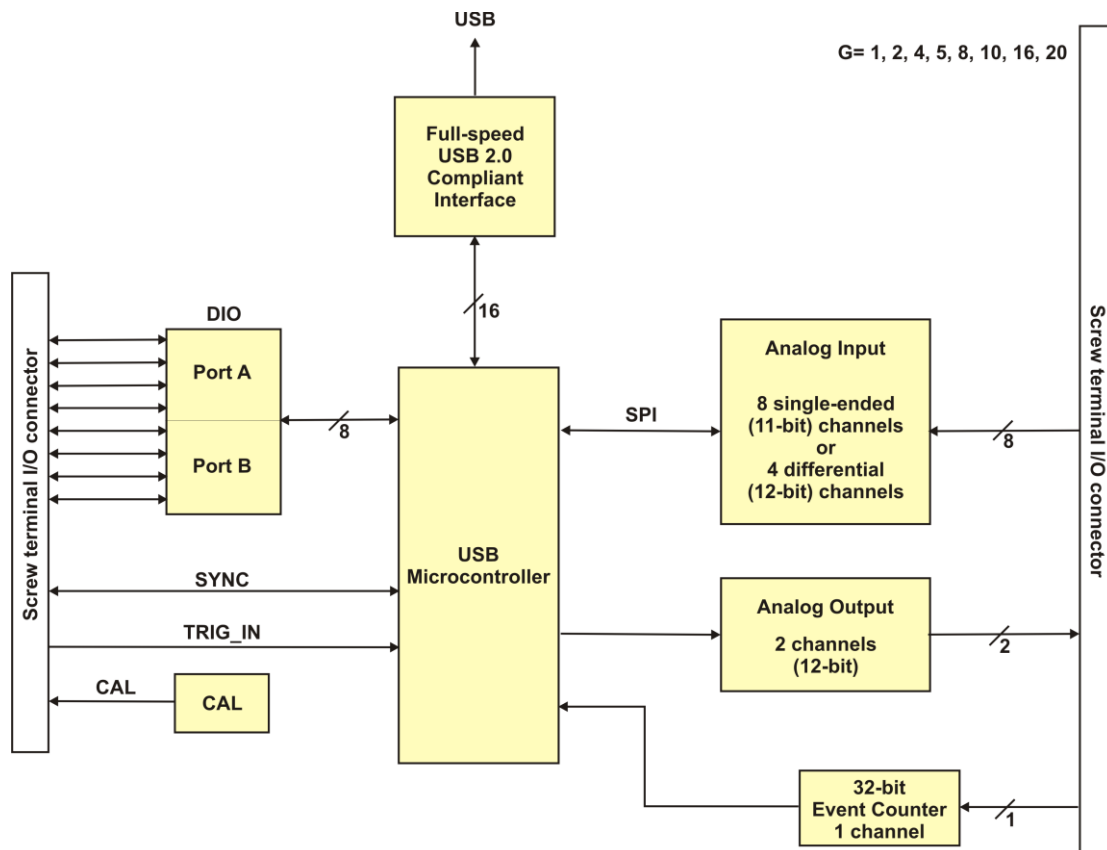 USB
G= 1, 2, 4, 5, 8, 10, 16, 20
Full-speed
USB 2.0
Compliant
Interface
16
DIO
Port A
Port B
8
Screw terminal I/O connector
SYNC
TRIG_IN
CAL
CAL
USB
Microcontroller
SPI
Analog Input
8 single-ended
(11-bit) channels
or
4 differential
(12-bit) channels
8
Analog Output
2 channels
(12-bit)
2
32-bit
Event Counter
1 channel
1
Screw terminal I/O connector